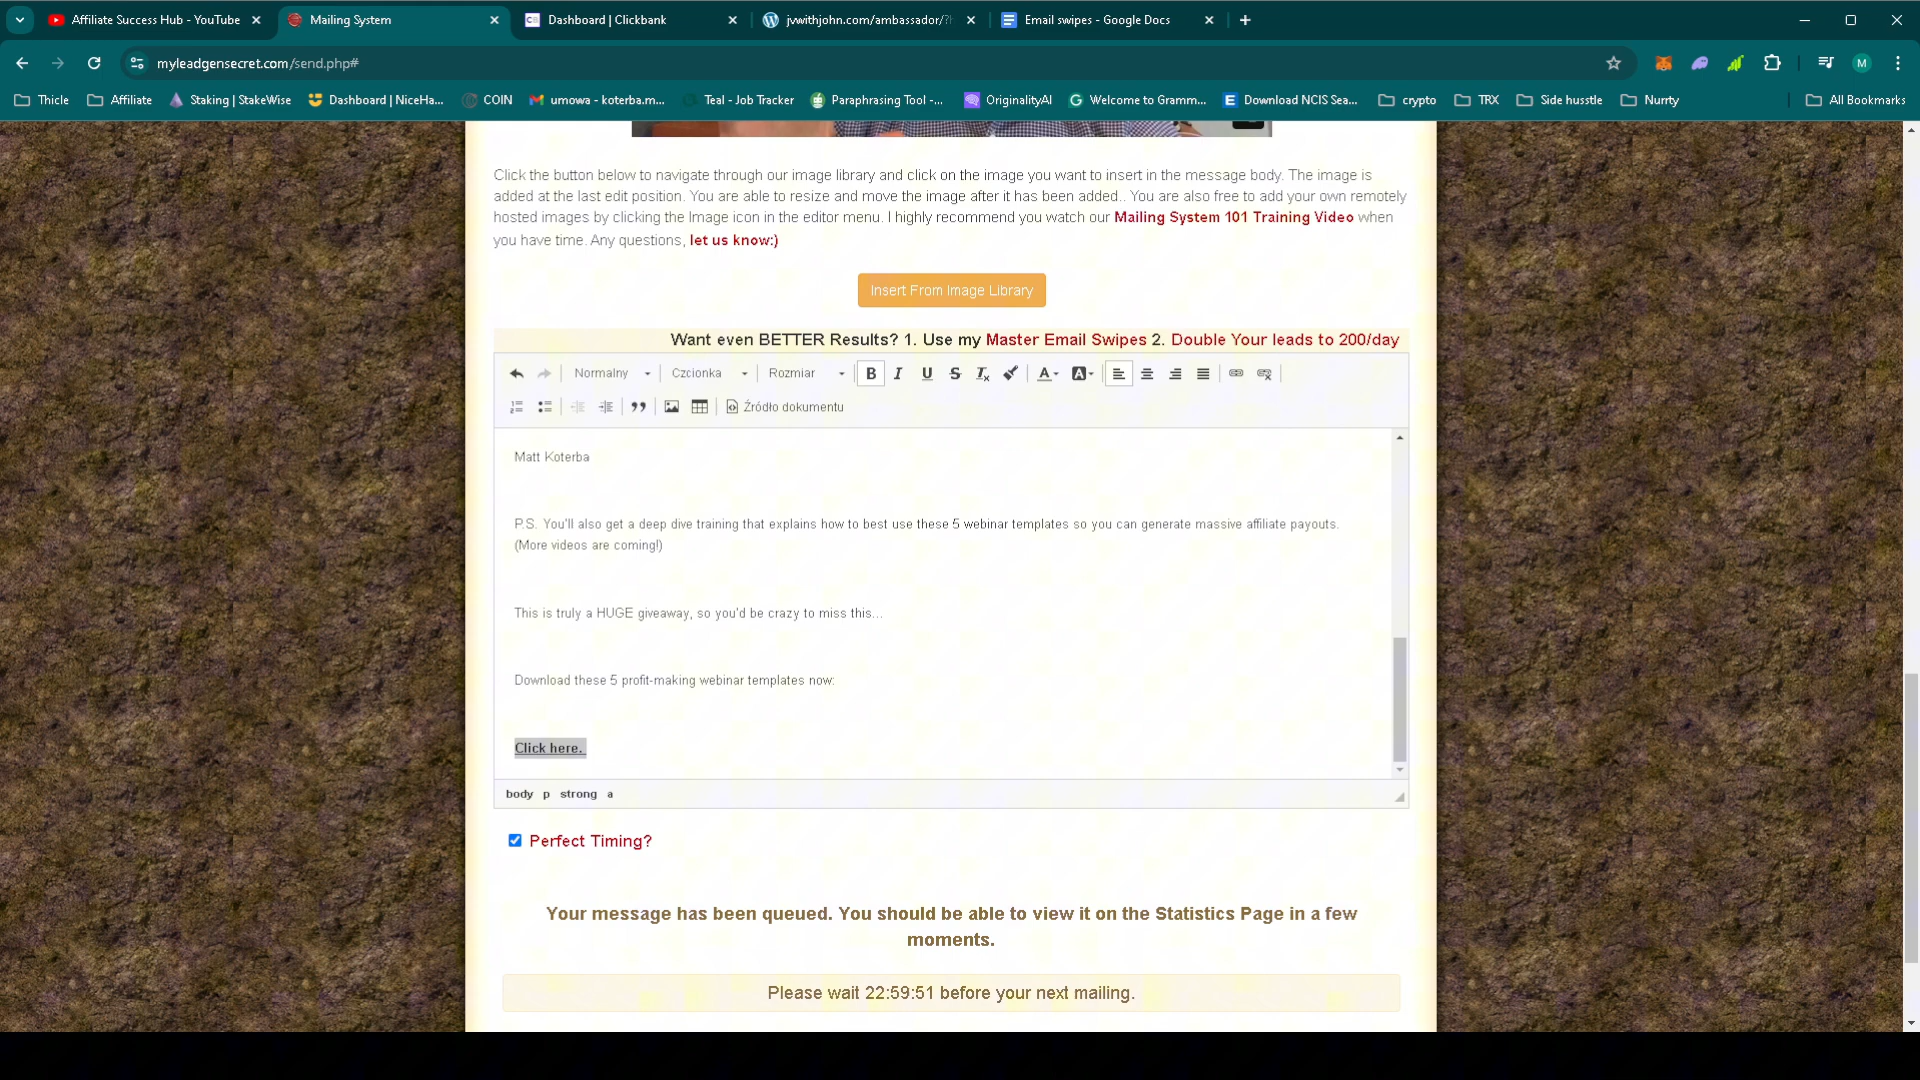 Affiliate Success Hub - YouTube
Mailing System
Dashboard | Clickbank
jvwithjohn.com/ambassador/?
Email swipes - Google Docs
myleadgensecret.com/send.php#
M
Thicle
Affiliate
Staking | StakeWise
Dashboard | NiceHa...
COIN
umowa - koterba.m...
Teal - Job Tracker
Paraphrasing Tool -...
OriginalityAI
Welcome to Gramm...
Download NCIS Sea...
crypto
TRX
Side husstle
Nurrty
All Bookmarks
Click the button below to navigate through our image library and click on the image you want to insert in the message body. The image is
added at the last edit position. You are able to resize and move the image after it has been added.. You are also free to add your own remotely
hosted images by clicking the Image icon in the editor menu. I highly recommend you watch our Mailing System 101 Training Video when
you have time. Any questions, let us know:)
Insert From Image Library
Want even BETTER Results? 1. Use my Master Email Swipes 2. Double Your leads to 200/day
Normalny
Czcionka
Rozmiar
Źródło dokumentu
Matt Koterba
P.S. You'll also get a deep dive training that explains how to best use these 5 webinar templates so you can generate massive affiliate payouts.
(More videos are coming!)
This is truly a HUGE giveaway, so you'd be crazy to miss this...
Download these 5 profit-making webinar templates now:
Click here.
body p strong a
Perfect Timing?
Your message has been queued. You should be able to view it on the Statistics Page in a few
moments.
Please wait 22:59:51 before your next mailing.